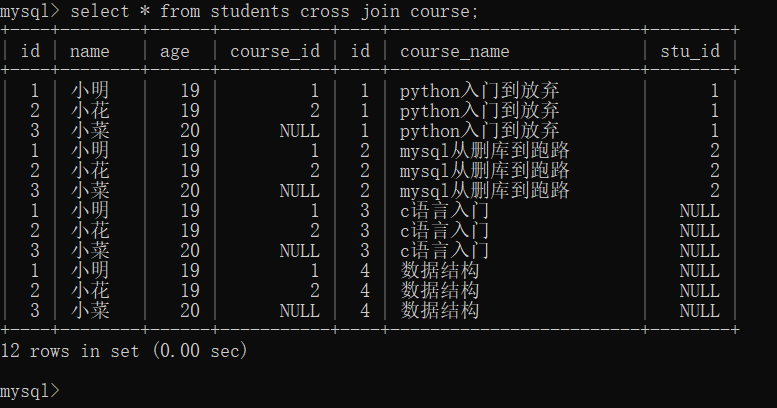 mysql> select * from students cross join course;
+----+--------+------+-----------+----+-------------------------+--------+
| id | name | age | course_id | id | course_name | stu_id |
+----+--------+------+-----------+----+-------------------------+--------+
| 1 | 小明 | 19 | 1 | 1 | python入门到放弃 | 1 |
| 2 | 小花 | 19 | 2 | 1 | python入门到放弃 | 1 |
| 3 | 小菜 | 20 | NULL | 1 | python入门到放弃 | 1 |
| 1 | 小明 | 19 | 1 | 2 | mysql从删库到跑路 | 2 |
| 2 | 小花 | 19 | 2 | 2 | mysql从删库到跑路 | 2 |
| 3 | 小菜 | 20 | NULL | 2 | mysql从删库到跑路 | 2 |
| 1 | 小明 | 19 | 1 | 3 | c语言入门 | NULL |
| 2 | 小花 | 19 | 2 | 3 | c语言入门 | NULL |
| 3 | 小菜 | 20 | NULL | 3 | c语言入门 | NULL |
| 1 | 小明 | 19 | 1 | 4 | 数据结构 | NULL |
| 2 | 小花 | 19 | 2 | 4 | 数据结构 | NULL |
| 3 | 小菜 | 20 | NULL | 4 | 数据结构 | NULL |
+----+--------+------+-----------+----+-------------------------+--------+
12 rows in set (0.00 sec)
mysql>